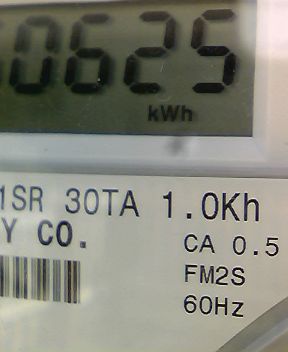 0625
kWh
1SR 30TA 1.0Kh
Y CO.
CA 0.5
FM2S
60Hz